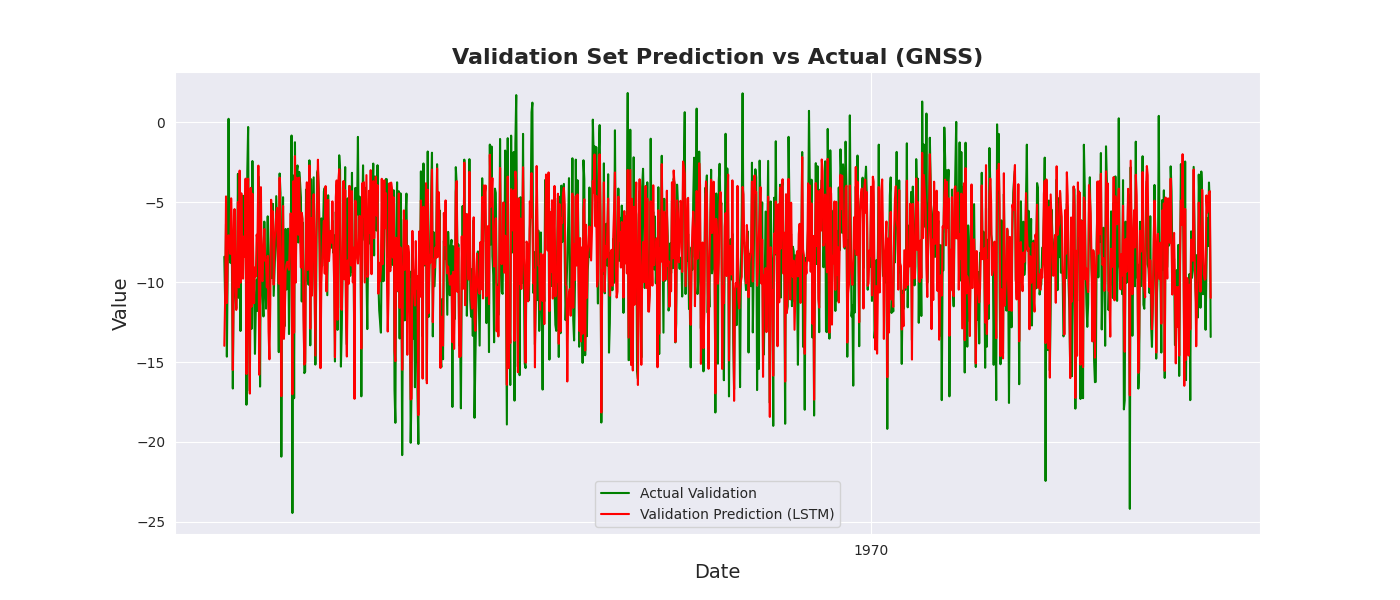 Validation Set Prediction vs Actual (GNSS)
Value
0
−5
−10
−15
−20
−25
Actual Validation
Validation Prediction (LSTM)
1970
Date